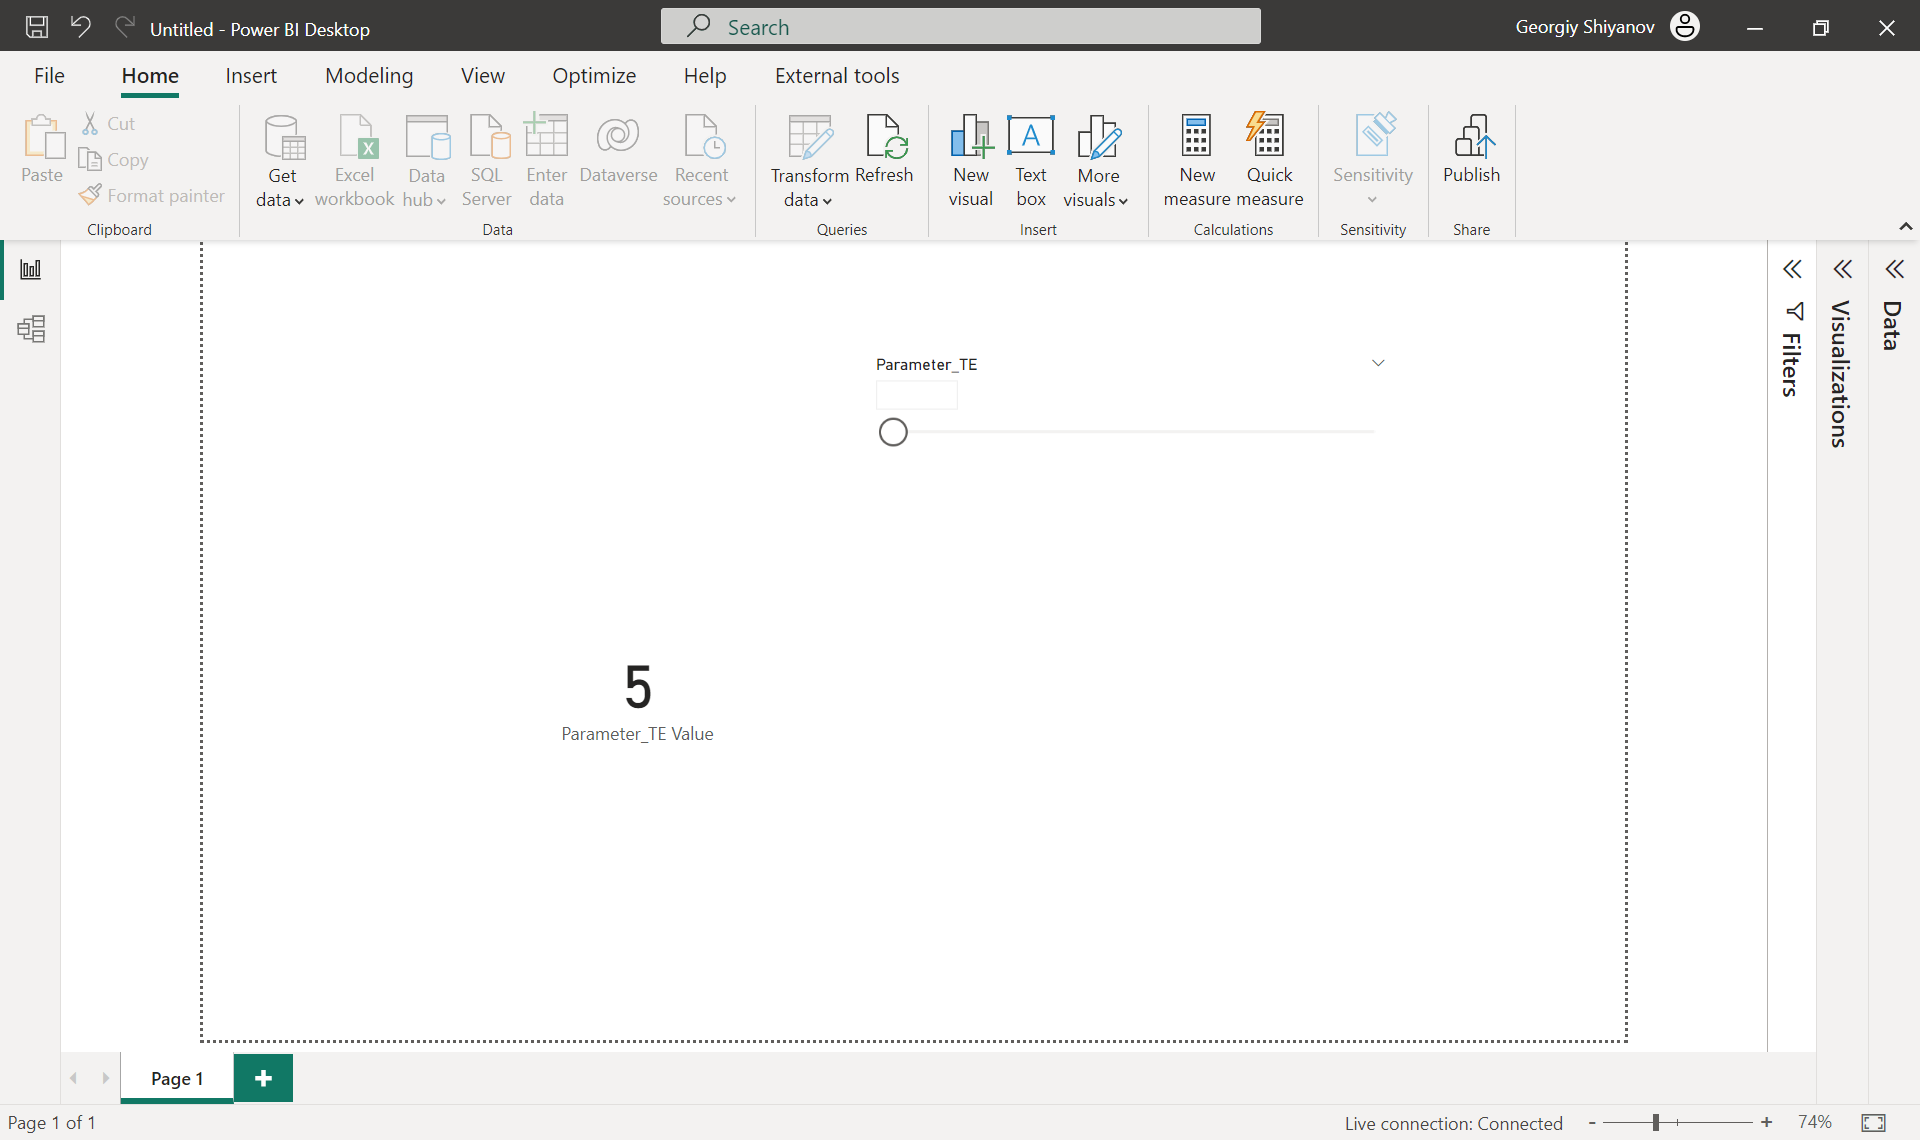 Untitled - Power BI Desktop
Search
Georgiy Shiyanov
File
Home
Insert
Modeling
View
Optimize
Help
External tools
Paste
Cut
Copy
Format painter
Clipboard
Get
data
Excel
workbook
Data
hub
SQL
Server
Enter
data
Dataverse
Recent
sources
Data
Transform
data
Refresh
Queries
New
visual
Text
box
More
visuals
Insert
New
measure
Quick
measure
Calculations
Sensitivity
Sensitivity
Publish
Share
Parameter_TE
5
Parameter_TE Value
Filters
Visualizations
Data
Page 1
Page 1 of 1
Live connection: Connected
- +
74%